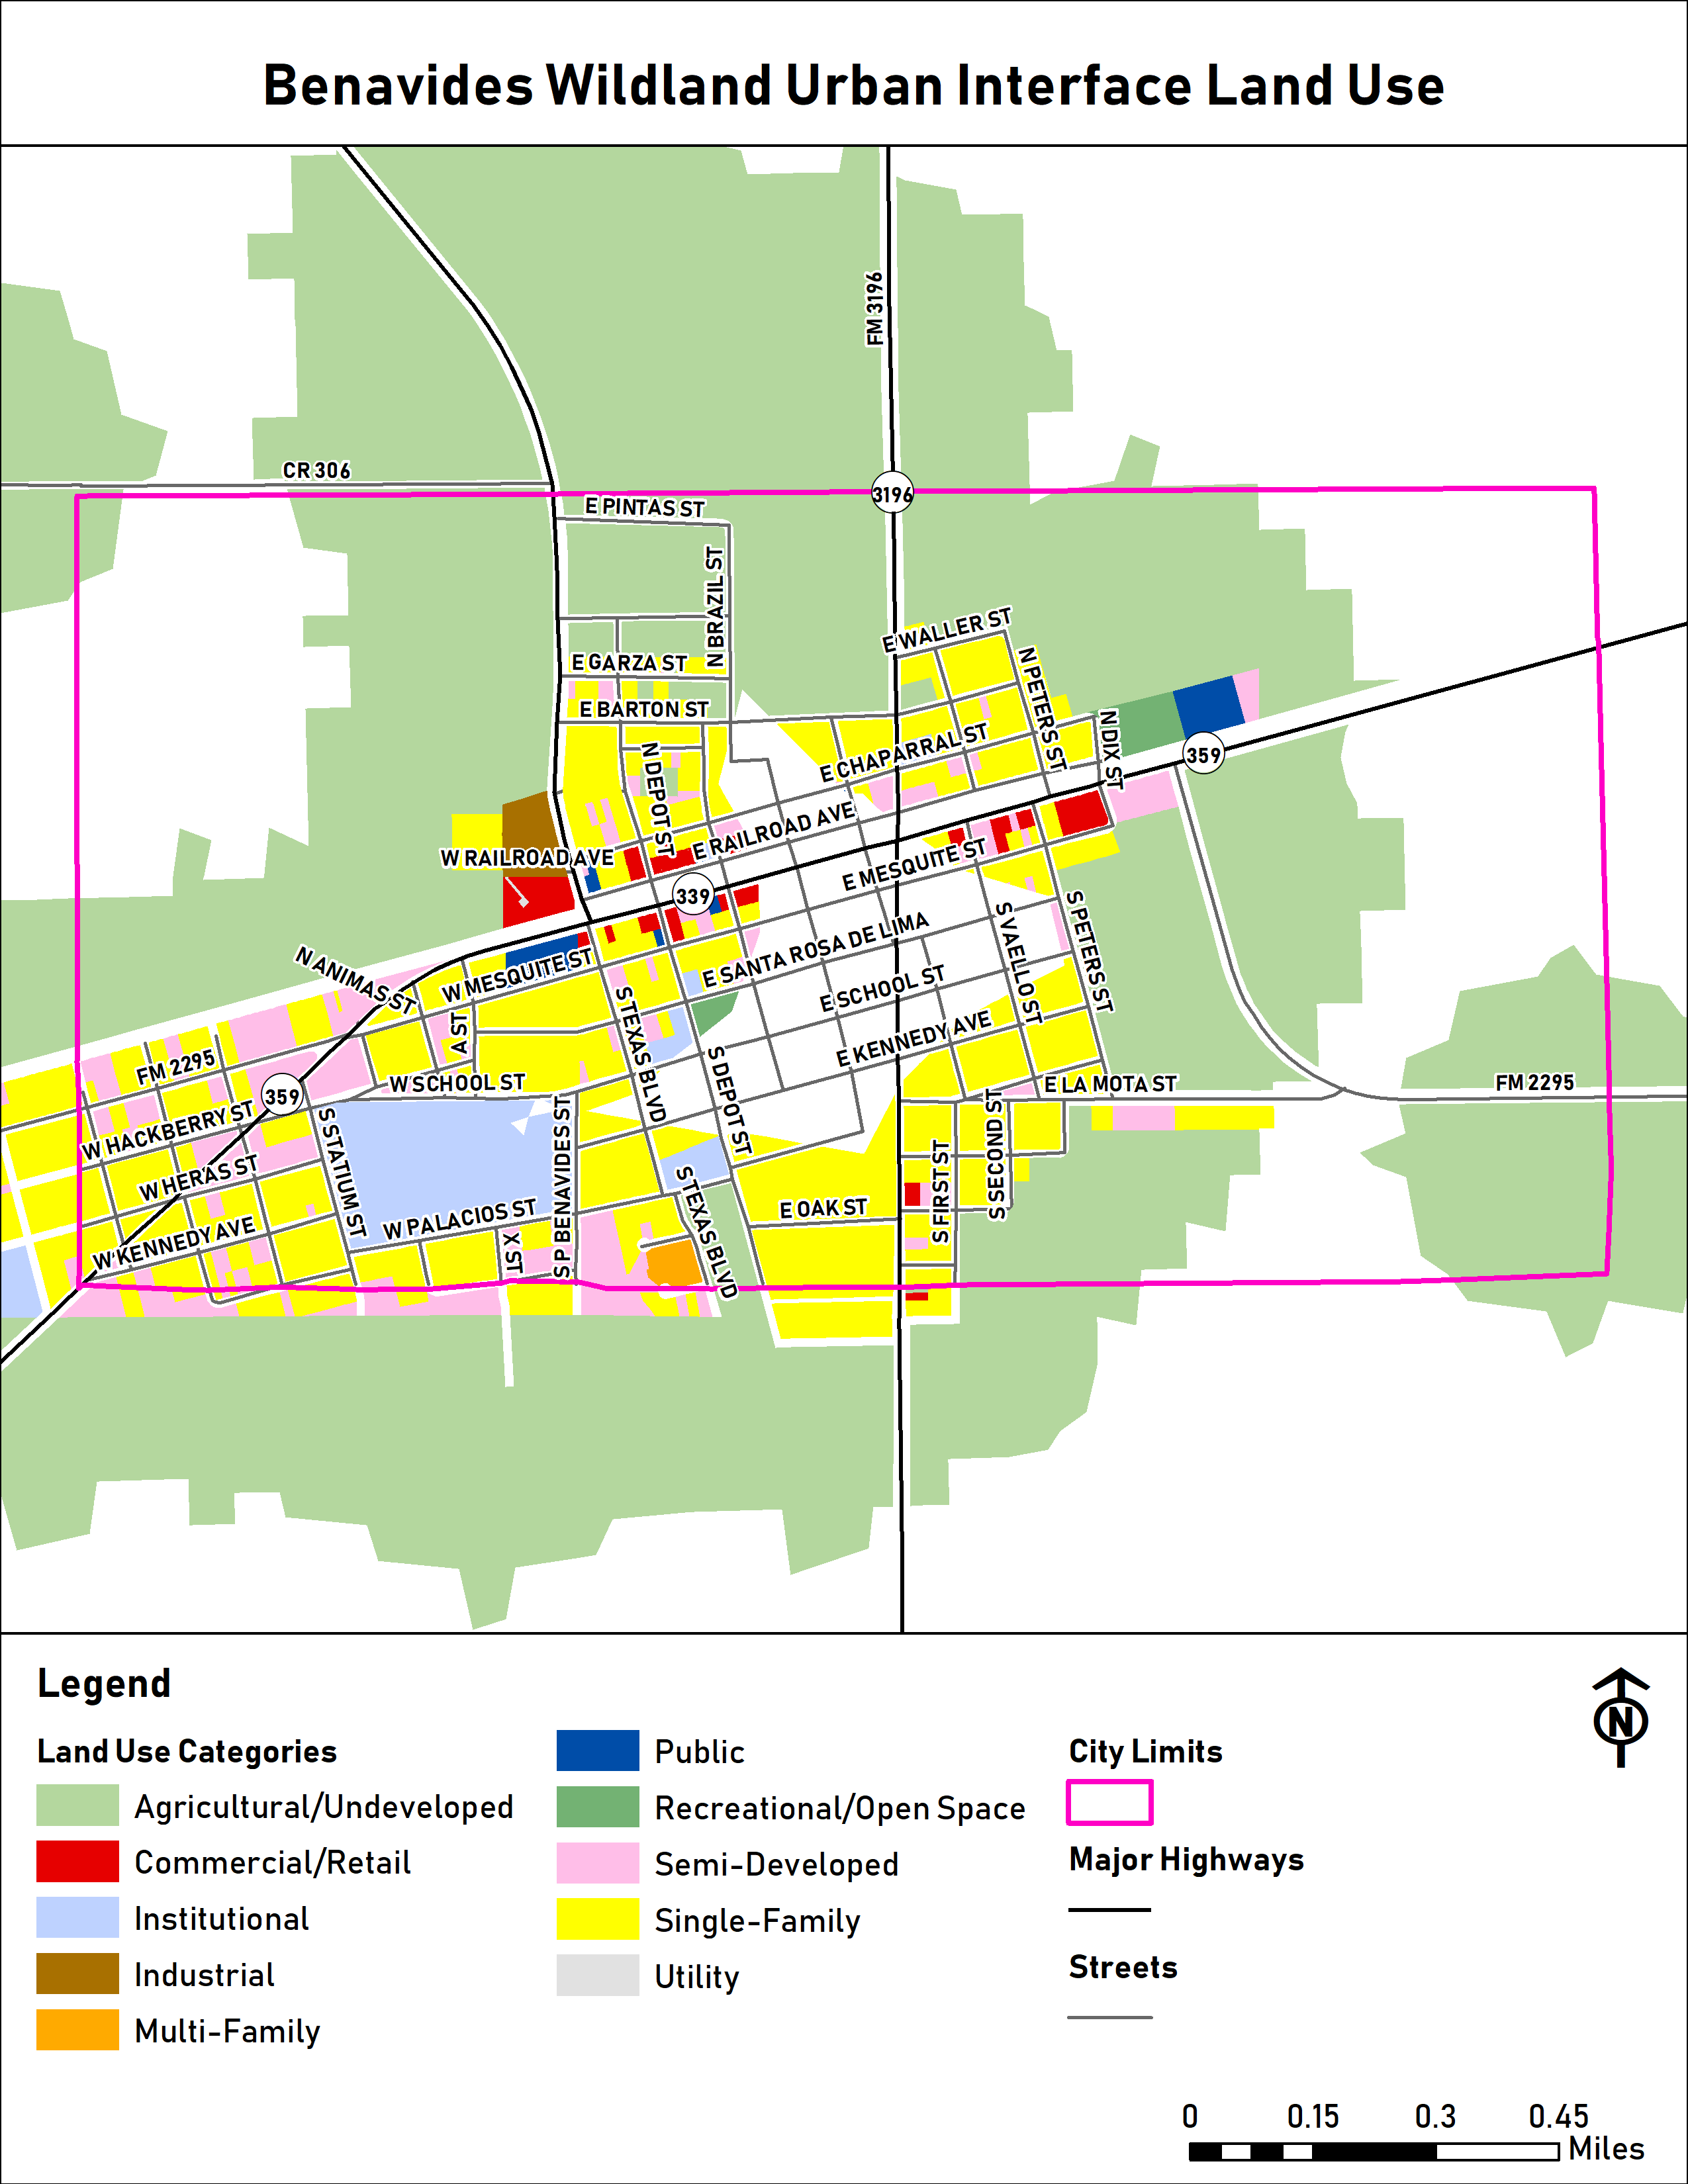 Benavides Wildland Urban Interface Land Use
FM 3196
CR 306
3196
E PINTAS ST
N BRAZIL ST
E WALLER ST
E GARZA ST
N PETERS ST
E BARTON ST
N DIX ST
E CHAPARRAL ST
N DEPOT ST
359
E RAILROAD AVE
W RAILROAD AVE
E MESQUITE ST
339
S PETERS ST
S VAELLO ST
E SANTA ROSA DE LIMA
N ANIMAS ST
W MESQUITE ST
E SCHOOL ST
S TEXAS BLVD
A ST
E KENNEDY AVE
FM 2295
S DEPOT ST
359
W SCHOOL ST
E LA MOTA ST
FM 2295
W HACKBERRY ST
S STATIUM ST
S P BENAVIDES ST
S SECOND ST
S FIRST ST
W HERAS ST
S TEXAS BLVD
E OAK ST
W PALACIOS ST
W KENNEDY AVE
X ST
Legend
Land Use Categories
Agricultural/Undeveloped
Commercial/Retail
Institutional
Industrial
Multi-Family
Public
Recreational/Open Space
Semi-Developed
Single-Family
Utility
City Limits
Major Highways
Streets
N
0 0.15 0.3 0.45
Miles